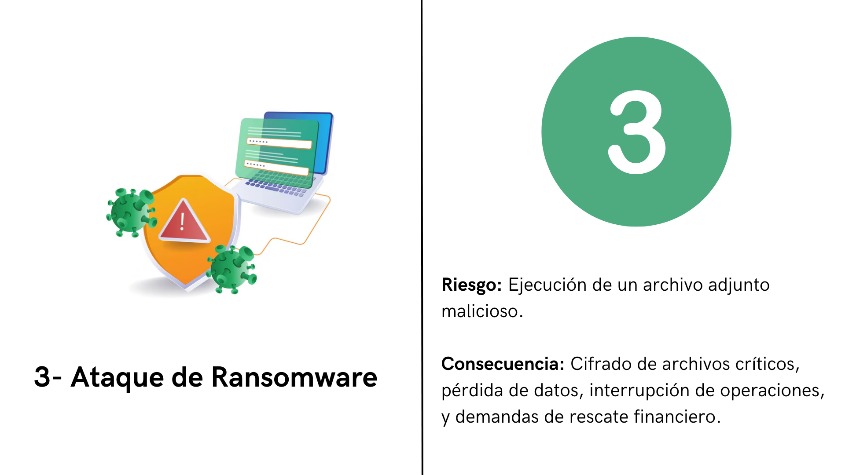 3- Ataque de Ransomware
3
Riesgo: Ejecución de un archivo adjunto
malicioso.
Consecuencia: Cifrado de archivos críticos,
pérdida de datos, interrupción de operaciones,
y demandas de rescate financiero.